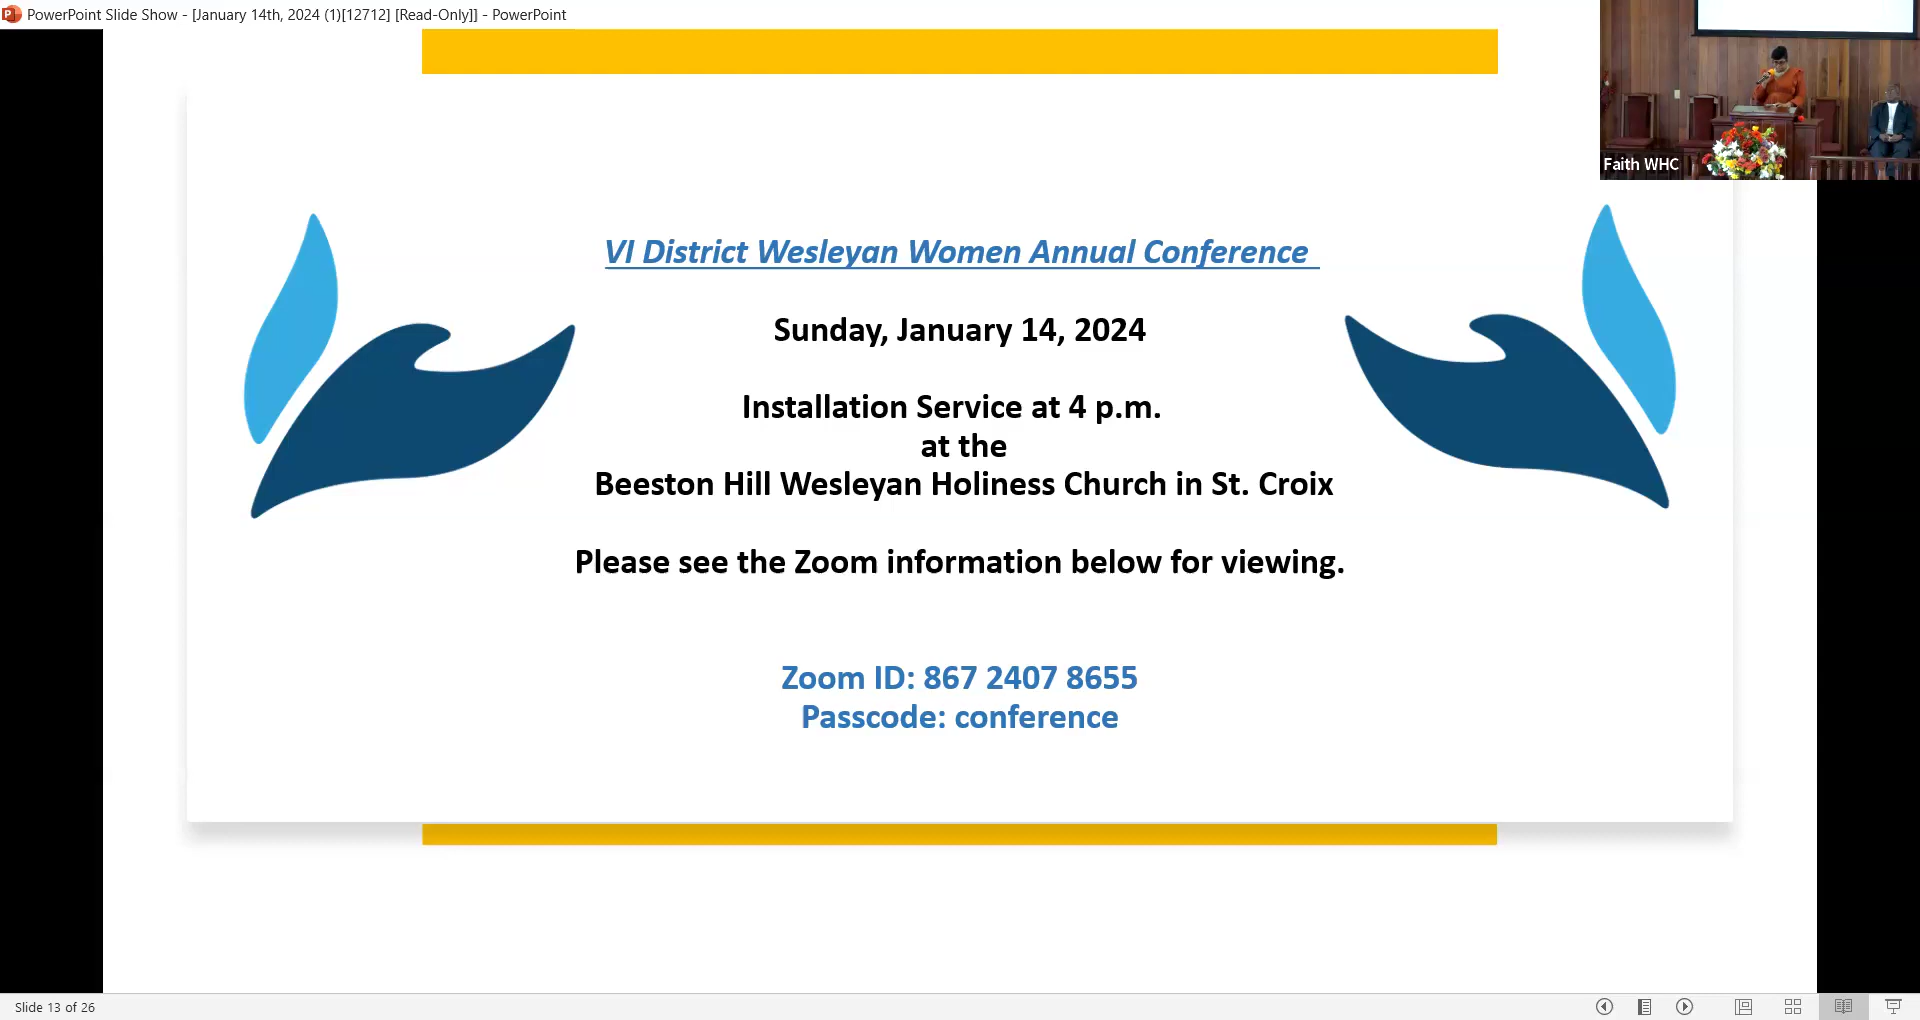 PowerPoint Slide Show - [January 14th, 2024 (1)[12712] [Read-Only]] - PowerPoint
Faith WHC
VI District Wesleyan Women Annual Conference
Sunday, January 14, 2024
Installation Service at 4 p.m.
at the
Beeston Hill Wesleyan Holiness Church in St. Croix
Please see the Zoom information below for viewing.
Zoom ID: 867 2407 8655
Passcode: conference
Slide 13 of 26